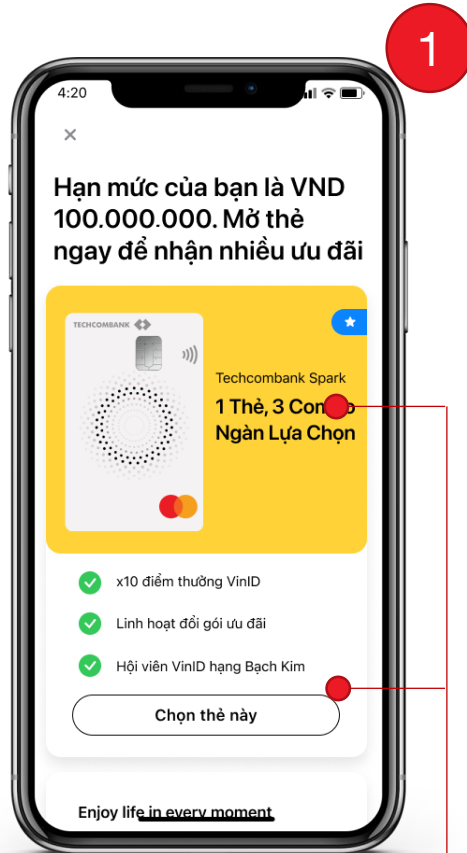 1
4:20
Hạn mức của bạn là VND
100.000.000. Mở thẻ
ngay để nhận nhiều ưu đãi
TECHCOMBANK
Techcombank Spark
1 Thẻ, 3
Ngàn Lựa Chọn
x10 điểm thưởng VinID
Linh hoạt đổi gói ưu đãi
Hội viên VinID hạng Bạch Kim
Chọn thẻ này
Enjoy life in every moment